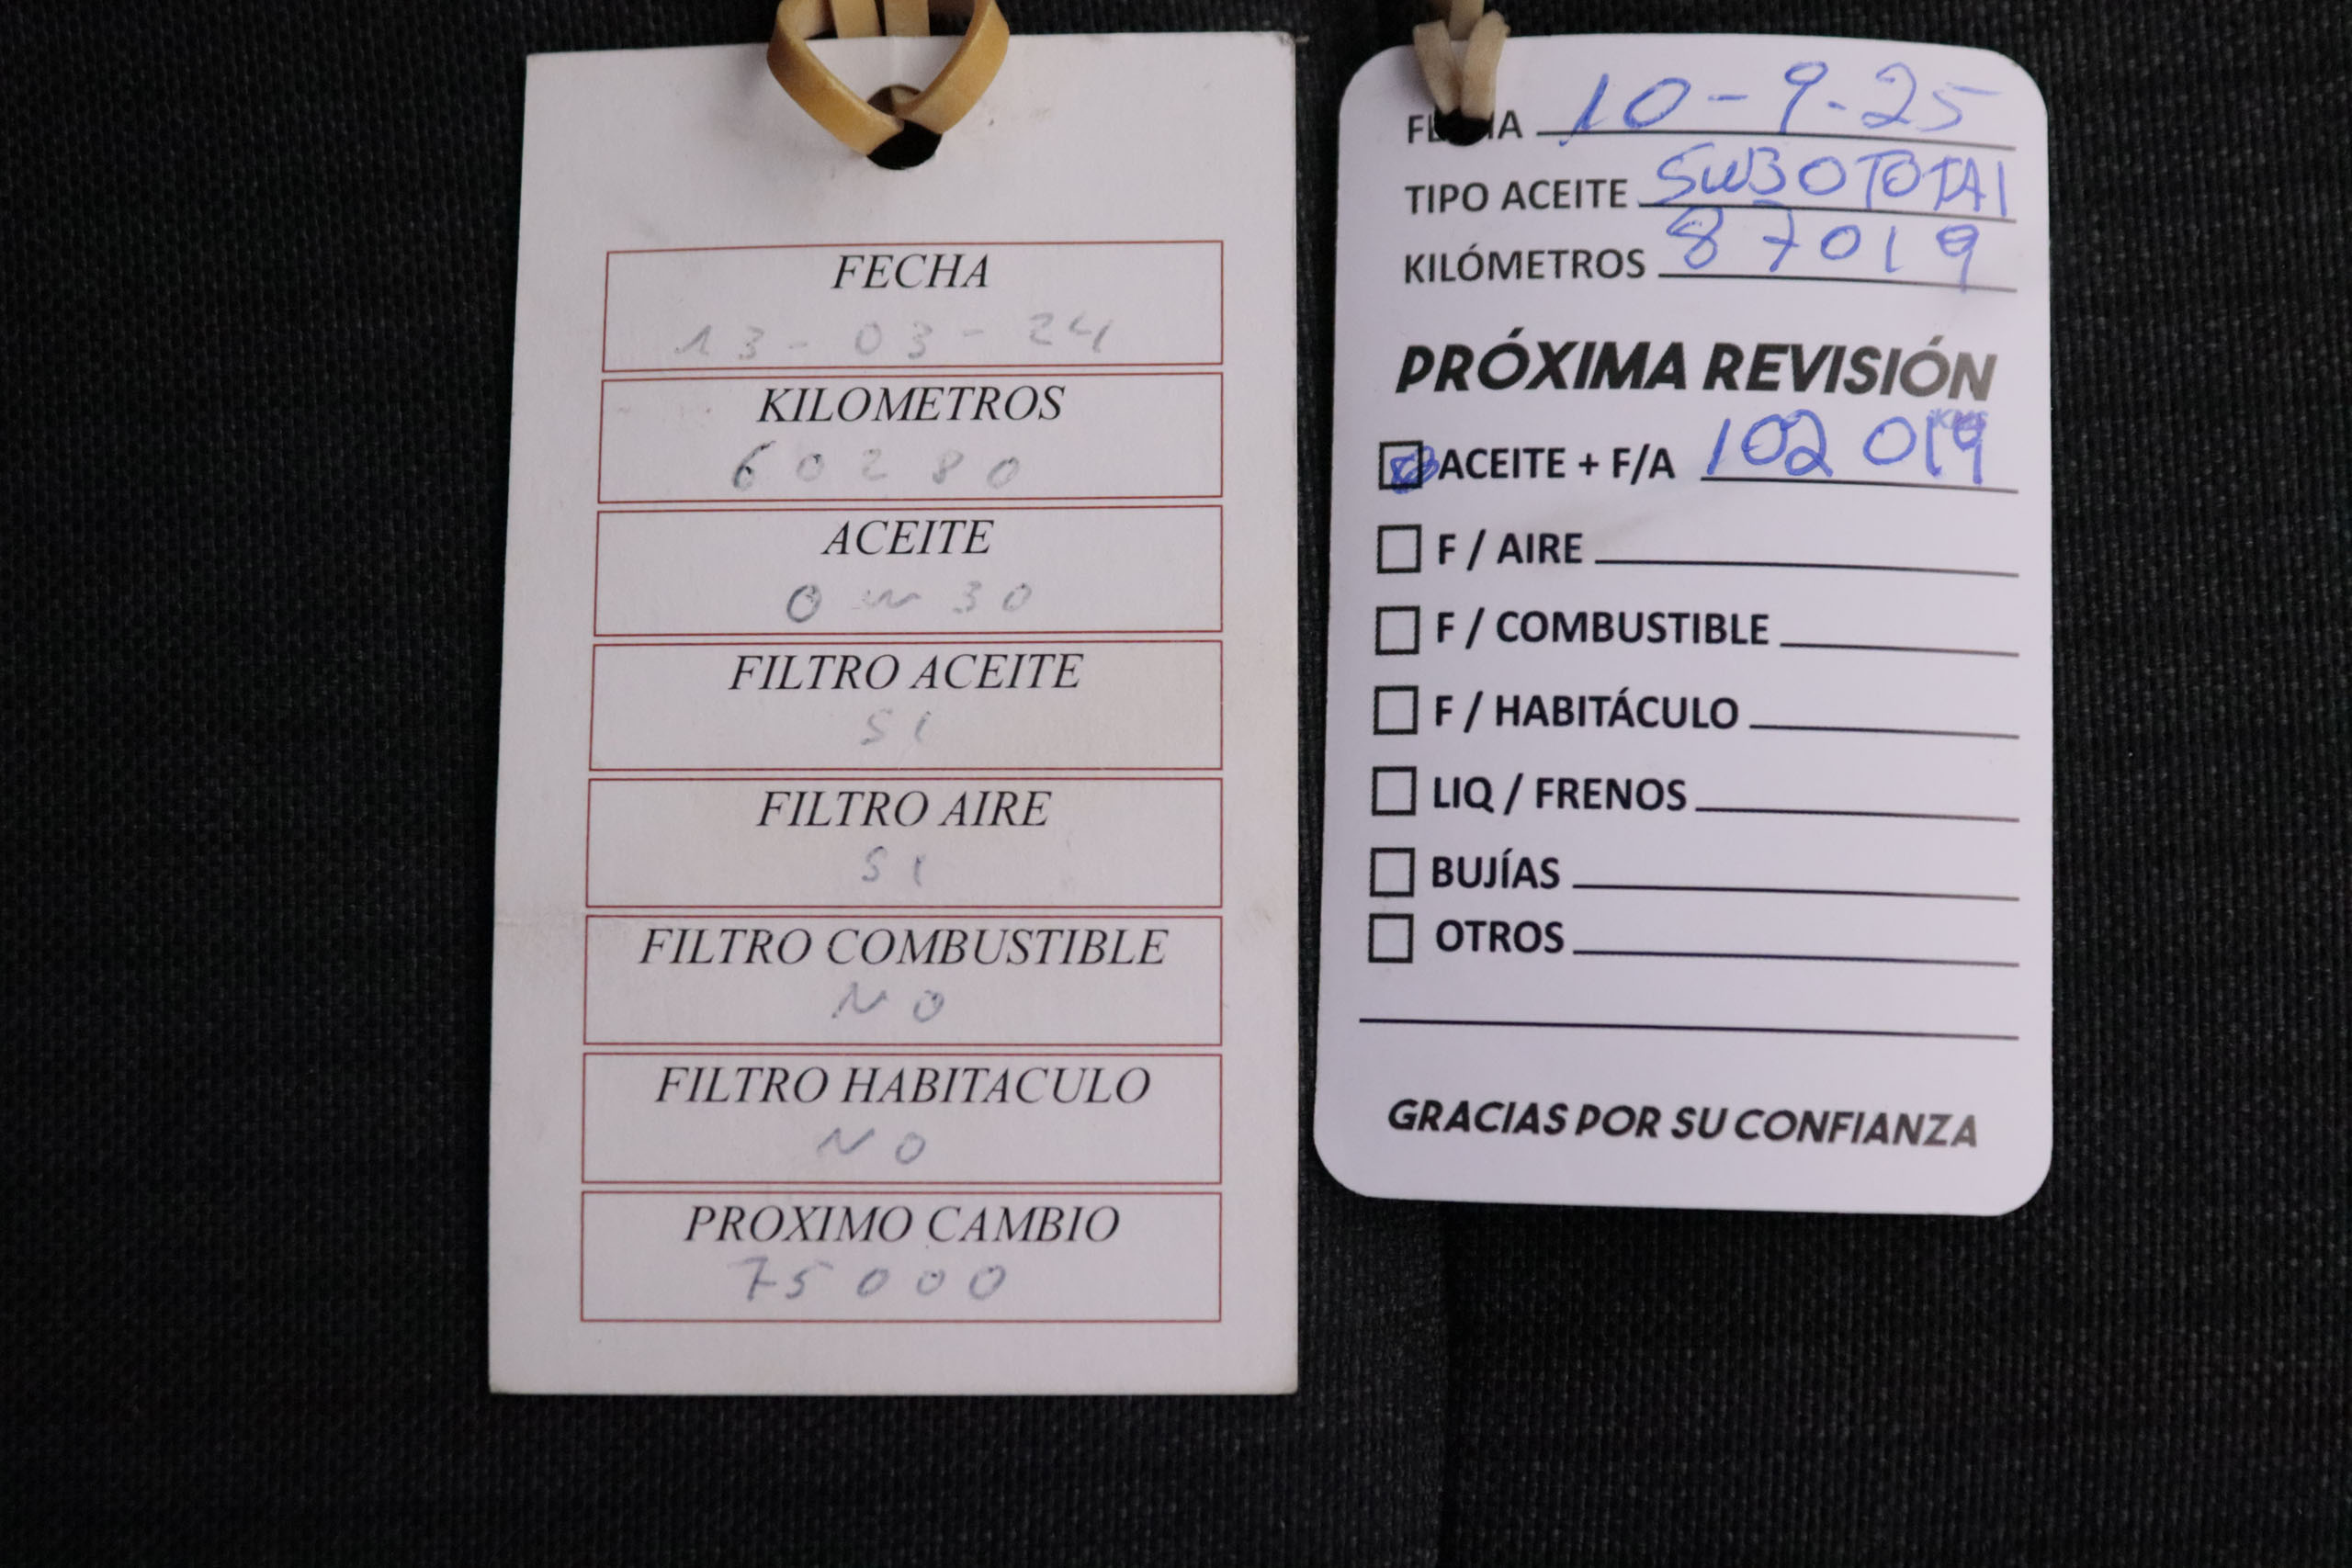 FECHA
13-03-24
KILOMETROS
60280
ACEITE
0W30
FILTRO ACEITE
SI
FILTRO AIRE
SI
FILTRO COMBUSTIBLE
NO
FILTRO HABITACULO
NO
PROXIMO CAMBIO
75000
10-9-25
TIPO ACEITE 5W30 TOTAL
KILÓMETROS 87019
PRÓXIMA REVISIÓN
ACEITE + F/A 102019 KMS
F / AIRE
F / COMBUSTIBLE
F / HABITÁCULO
LIQ / FRENOS
BUJÍAS
OTROS
GRACIAS POR SU CONFIANZA